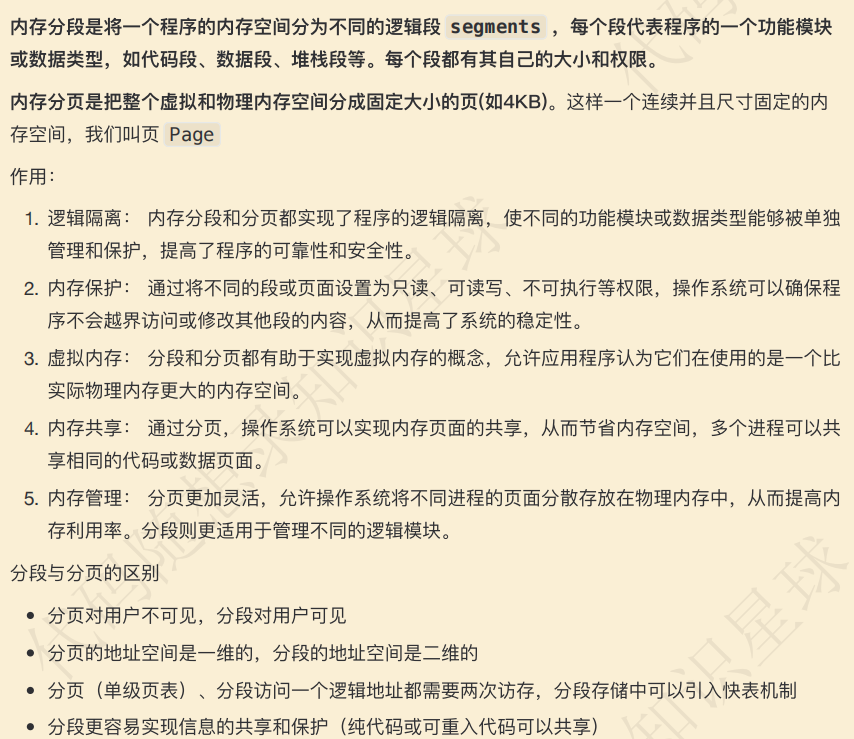 内存分段是将一个程序的内存空间分为不同的逻辑段 segments ，每个段代表程序的一个功能模块
或数据类型，如代码段、数据段、堆栈段等。每个段都有其自己的大小和权限。
内存分页是把整个虚拟和物理内存空间分成固定大小的页(如4KB)。这样一个连续并且尺寸固定的内
存空间，我们叫页 Page
作用：
1. 逻辑隔离： 内存分段和分页都实现了程序的逻辑隔离，使不同的功能模块或数据类型能够被单独
管理和保护，提高了程序的可靠性和安全性。
2. 内存保护： 通过将不同的段或页面设置为只读、可读写、不可执行等权限，操作系统可以确保程
序不会越界访问或修改其他段的内容，从而提高了系统的稳定性。
3. 虚拟内存： 分段和分页都有助于实现虚拟内存的概念，允许应用程序认为它们在使用的是一个比
实际物理内存更大的内存空间。
4. 内存共享： 通过分页，操作系统可以实现内存页面的共享，从而节省内存空间，多个进程可以共
享相同的代码或数据页面。
5. 内存管理： 分页更加灵活，允许操作系统将不同进程的页面分散存放在物理内存中，从而提高内
存利用率。分段则更适用于管理不同的逻辑模块。
分段与分页的区别
• 分页对用户不可见，分段对用户可见
• 分页的地址空间是一维的，分段的地址空间是二维的
• 分页（单级页表）、分段访问一个逻辑地址都需要两次访存，分段存储中可以引入快表机制
• 分段更容易实现信息的共享和保护（纯代码或可重入代码可以共享）
代码随想录知识星球
知识星球
代码